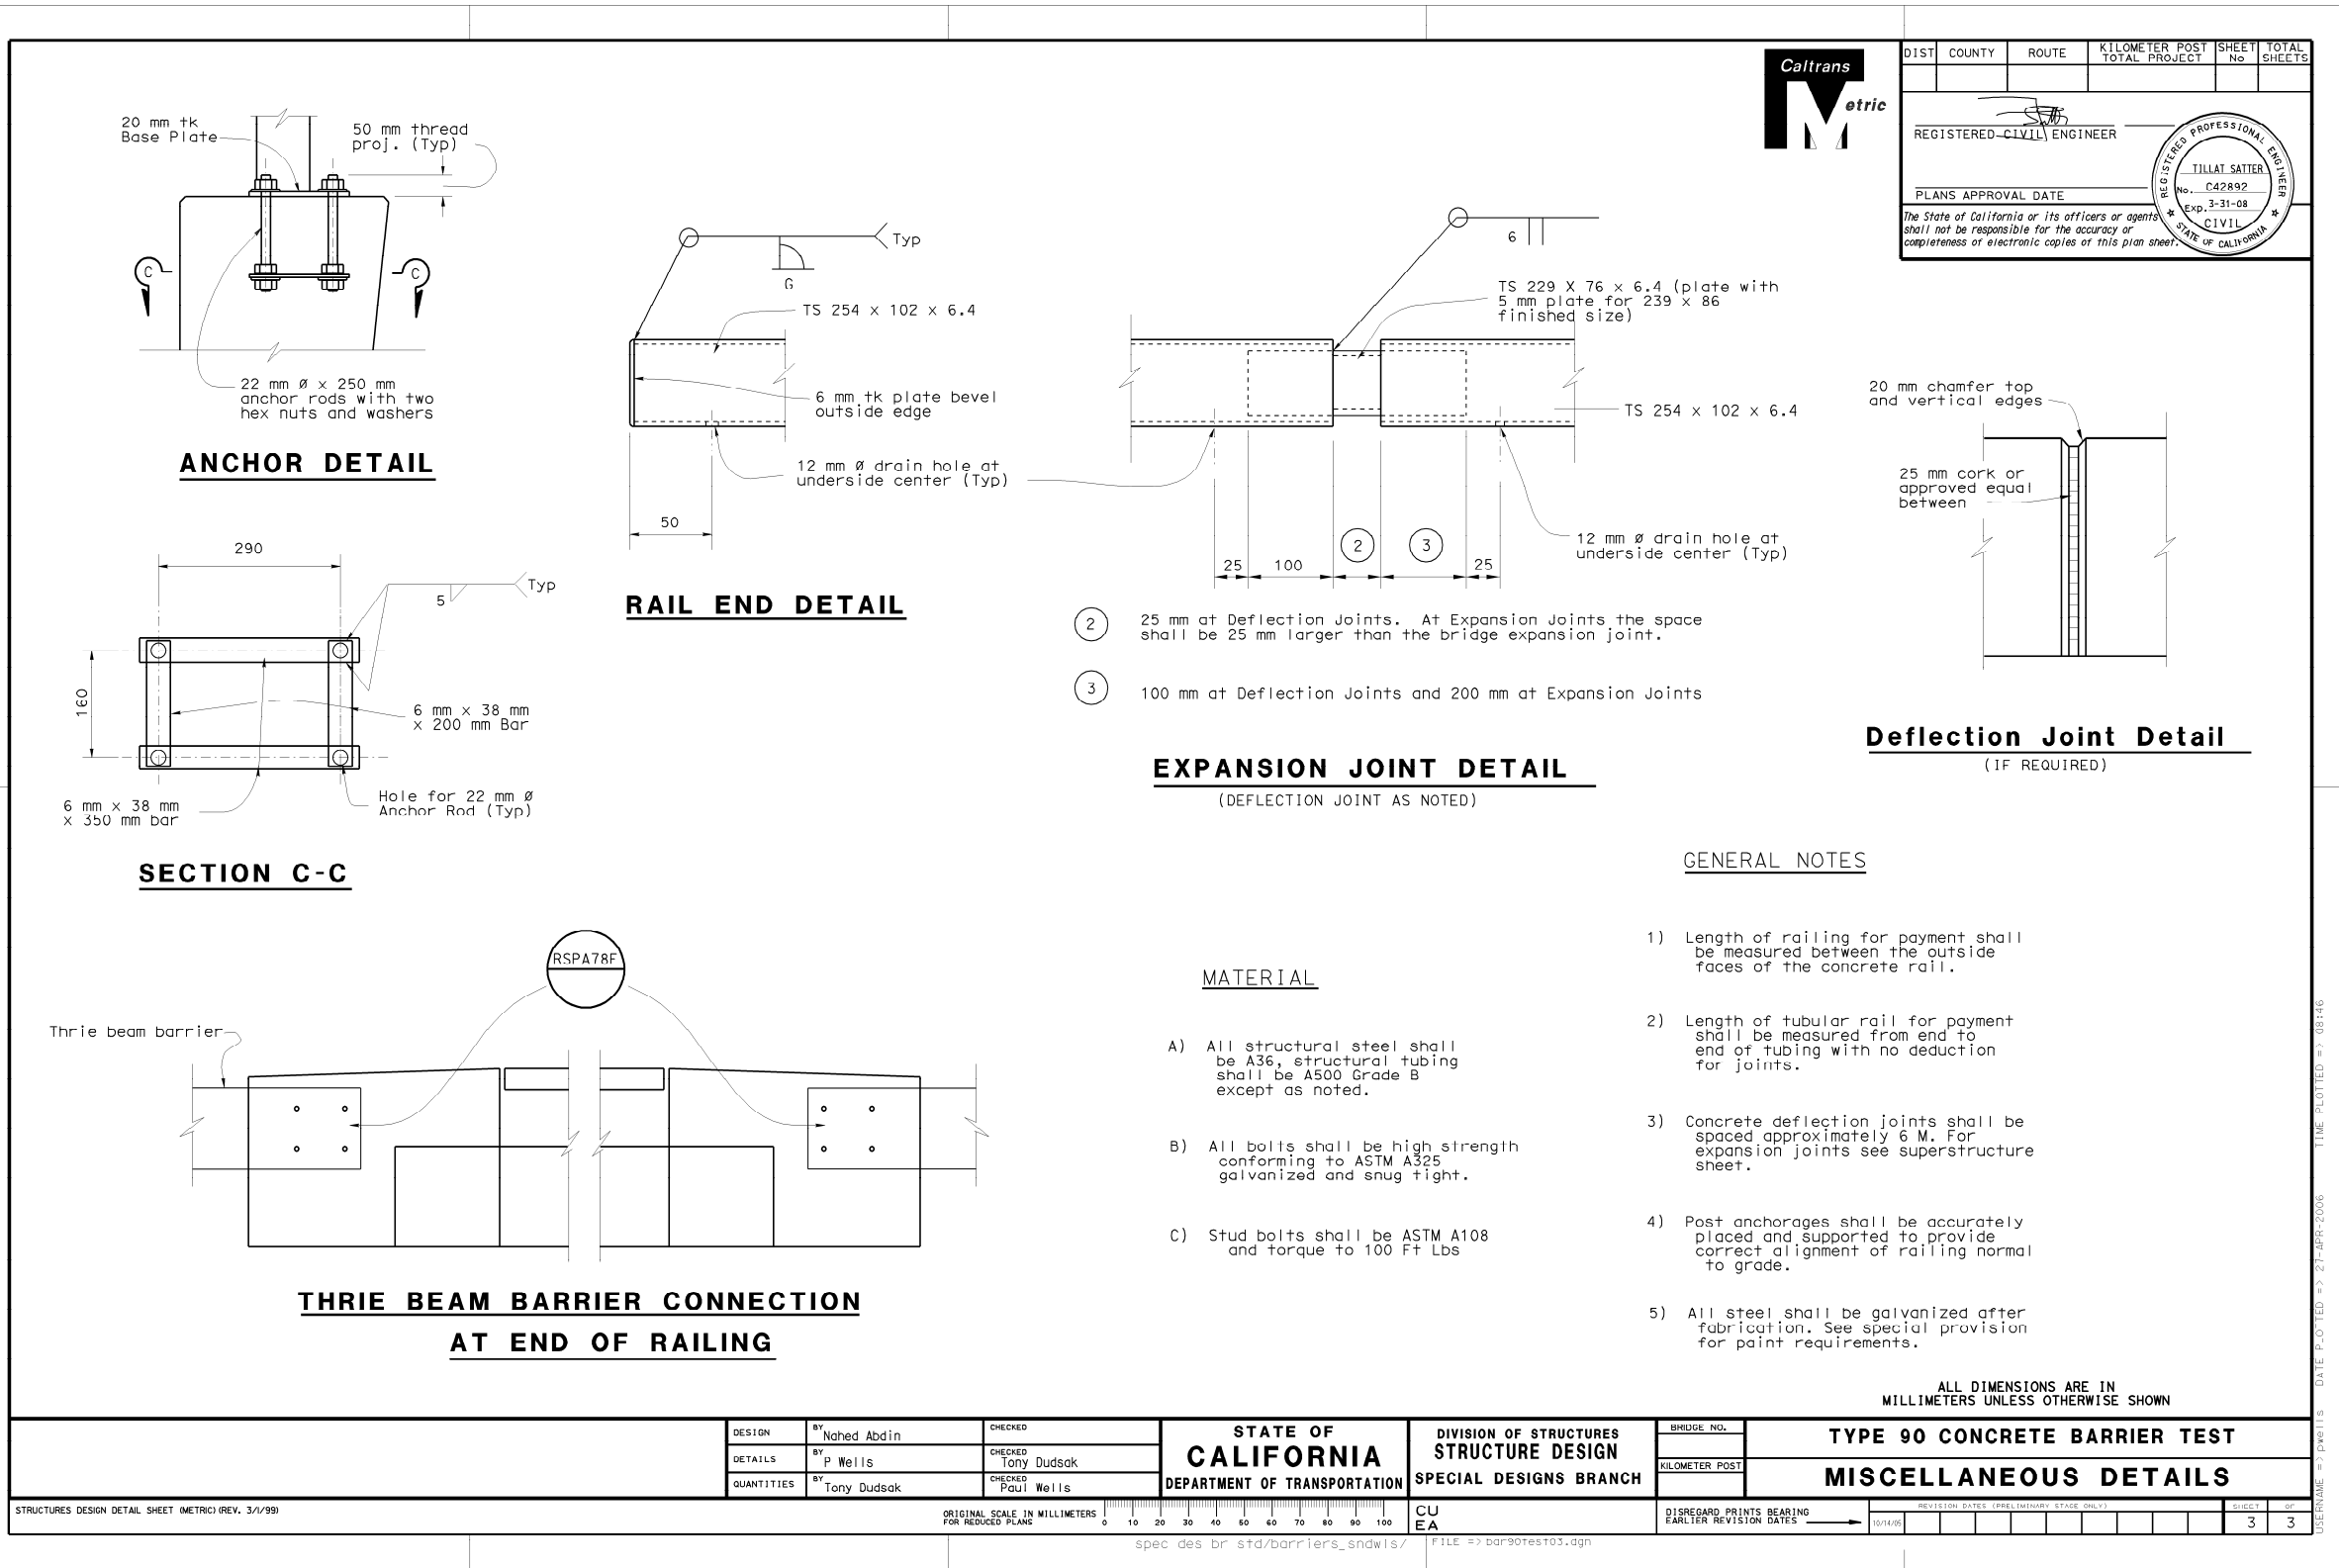 Caltrans
Metric
DIST
COUNTY
ROUTE
KILOMETER POST
TOTAL PROJECT
SHEET
No
TOTAL
SHEETS
REGISTERED CIVIL ENGINEER
PLANS APPROVAL DATE
The State of California or its officers or agents
shall not be responsible for the accuracy or
completeness of electronic copies of this plan sheet.
REGISTERED PROFESSIONAL ENGINEER
TILLAT SATTER
No. C42892
Exp. 3-31-08
CIVIL
STATE OF CALIFORNIA
20 mm tk
Base Plate
50 mm thread
proj. (Typ)
C
C
22 mm Ø x 250 mm
anchor rods with two
hex nuts and washers
ANCHOR DETAIL
Typ
G
TS 254 x 102 x 6.4
6 mm tk plate bevel
outside edge
12 mm Ø drain hole at
underside center (Typ)
50
RAIL END DETAIL
6
TS 229 X 76 x 6.4 (plate with
5 mm plate for 239 x 86
finished size)
TS 254 x 102 x 6.4
12 mm Ø drain hole at
underside center (Typ)
25
100
2
3
25
2 25 mm at Deflection Joints. At Expansion Joints the space
shall be 25 mm larger than the bridge expansion joint.
3 100 mm at Deflection Joints and 200 mm at Expansion Joints
EXPANSION JOINT DETAIL
(DEFLECTION JOINT AS NOTED)
20 mm chamfer top
and vertical edges
25 mm cork or
approved equal
between
Deflection Joint Detail
(IF REQUIRED)
290
5
Typ
160
6 mm x 38 mm
x 200 mm Bar
6 mm x 38 mm
x 350 mm bar
Hole for 22 mm Ø
Anchor Rod (Typ)
SECTION C-C
RSPA78F
Thrie beam barrier
THRIE BEAM BARRIER CONNECTION
AT END OF RAILING
MATERIAL
A) All structural steel shall
be A36, structural tubing
shall be A500 Grade B
except as noted.
B) All bolts shall be high strength
conforming to ASTM A325
galvanized and snug tight.
C) Stud bolts shall be ASTM A108
and torque to 100 Ft Lbs
GENERAL NOTES
1) Length of railing for payment shall
be measured between the outside
faces of the concrete rail.
2) Length of tubular rail for payment
shall be measured from end to
end of tubing with no deduction
for joints.
3) Concrete deflection joints shall be
spaced approximately 6 M. For
expansion joints see superstructure
sheet.
4) Post anchorages shall be accurately
placed and supported to provide
correct alignment of railing normal
to grade.
5) All steel shall be galvanized after
fabrication. See special provision
for paint requirements.
ALL DIMENSIONS ARE IN
MILLIMETERS UNLESS OTHERWISE SHOWN
DESIGN
BY Nahed Abdin
CHECKED
DETAILS
BY P Wells
CHECKED Tony Dudsak
QUANTITIES
BY Tony Dudsak
CHECKED Paul Wells
STATE OF
CALIFORNIA
DEPARTMENT OF TRANSPORTATION
DIVISION OF STRUCTURES
STRUCTURE DESIGN
SPECIAL DESIGNS BRANCH
BRIDGE NO.
KILOMETER POST
TYPE 90 CONCRETE BARRIER TEST
MISCELLANEOUS DETAILS
STRUCTURES DESIGN DETAIL SHEET (METRIC) (REV. 3/1/99)
ORIGINAL SCALE IN MILLIMETERS
FOR REDUCED PLANS
0 10 20 30 40 50 60 70 80 90 100
CU
EA
DISREGARD PRINTS BEARING
EARLIER REVISION DATES
REVISION DATES (PRELIMINARY STAGE ONLY)
10/14/05
SHEET
3
OF
3
spec des br std/barriers_sndwls/
FILE => bar90test03.dgn
USERNAME => pwells DATE PLOTTED => 27-APR-2006 TIME PLOTTED => 08:46